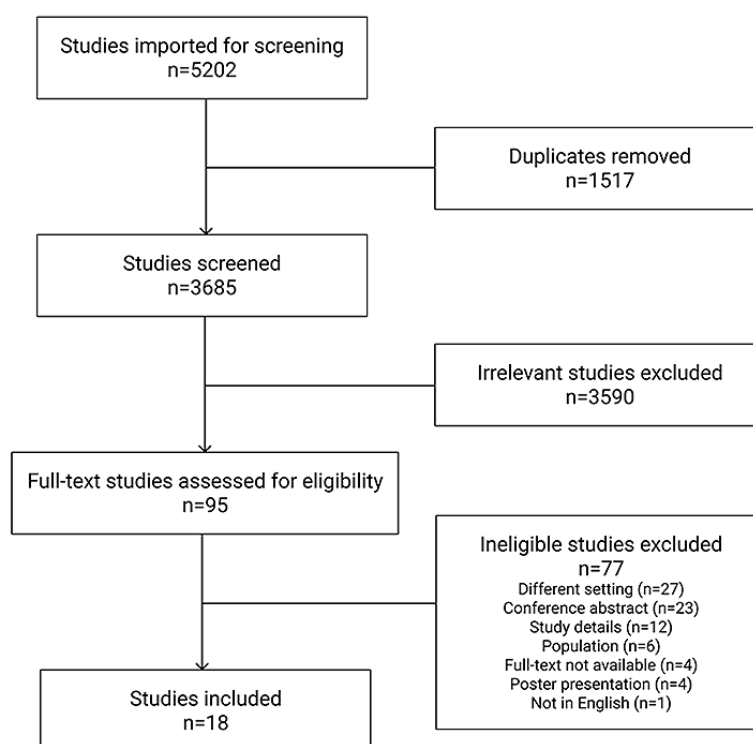 Studies imported for screening
n=5202
Duplicates removed
n=1517
Studies screened
n=3685
Irrelevant studies excluded
n=3590
Full-text studies assessed for eligibility
n=95
Ineligible studies excluded
n=77
Different setting (n=27)
Conference abstract (n=23)
Study details (n=12)
Population (n=6)
Full-text not available (n=4)
Poster presentation (n=4)
Not in English (n=1)
Studies included
n=18